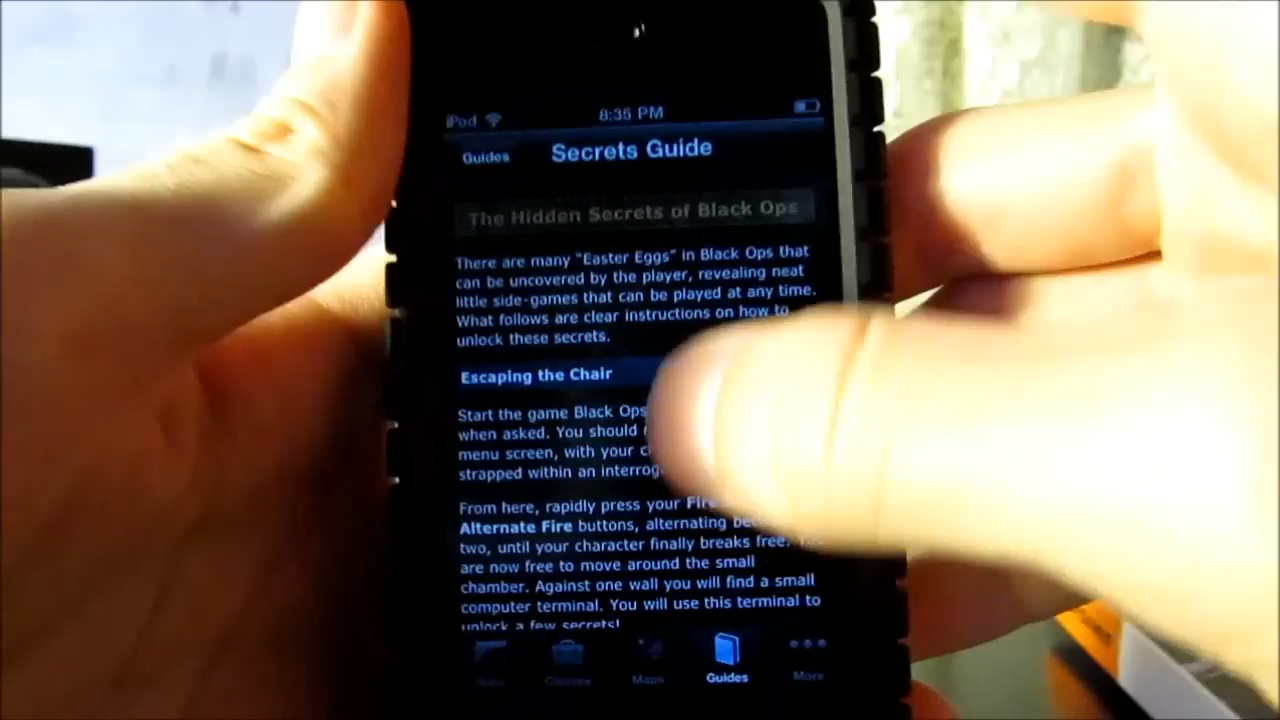 iPod 8:35 PM
Guides Secrets Guide
The Hidden Secrets of Black Ops
There are many "Easter Eggs" in Black Ops that
can be uncovered by the player, revealing neat
little side-games that can be played at any time.
What follows are clear instructions on how to
unlock these secrets.
Escaping the Chair
Start the game Black Ops
when asked. You should
menu screen, with your
strapped within an
From here, rapidly press your
Alternate Fire buttons, alternating
two, until your character finally breaks free.
are now free to move around the small
chamber. Against one wall you will find a small
computer terminal. You will use this terminal to
unlock a few secrets!
Classes Maps Guides More